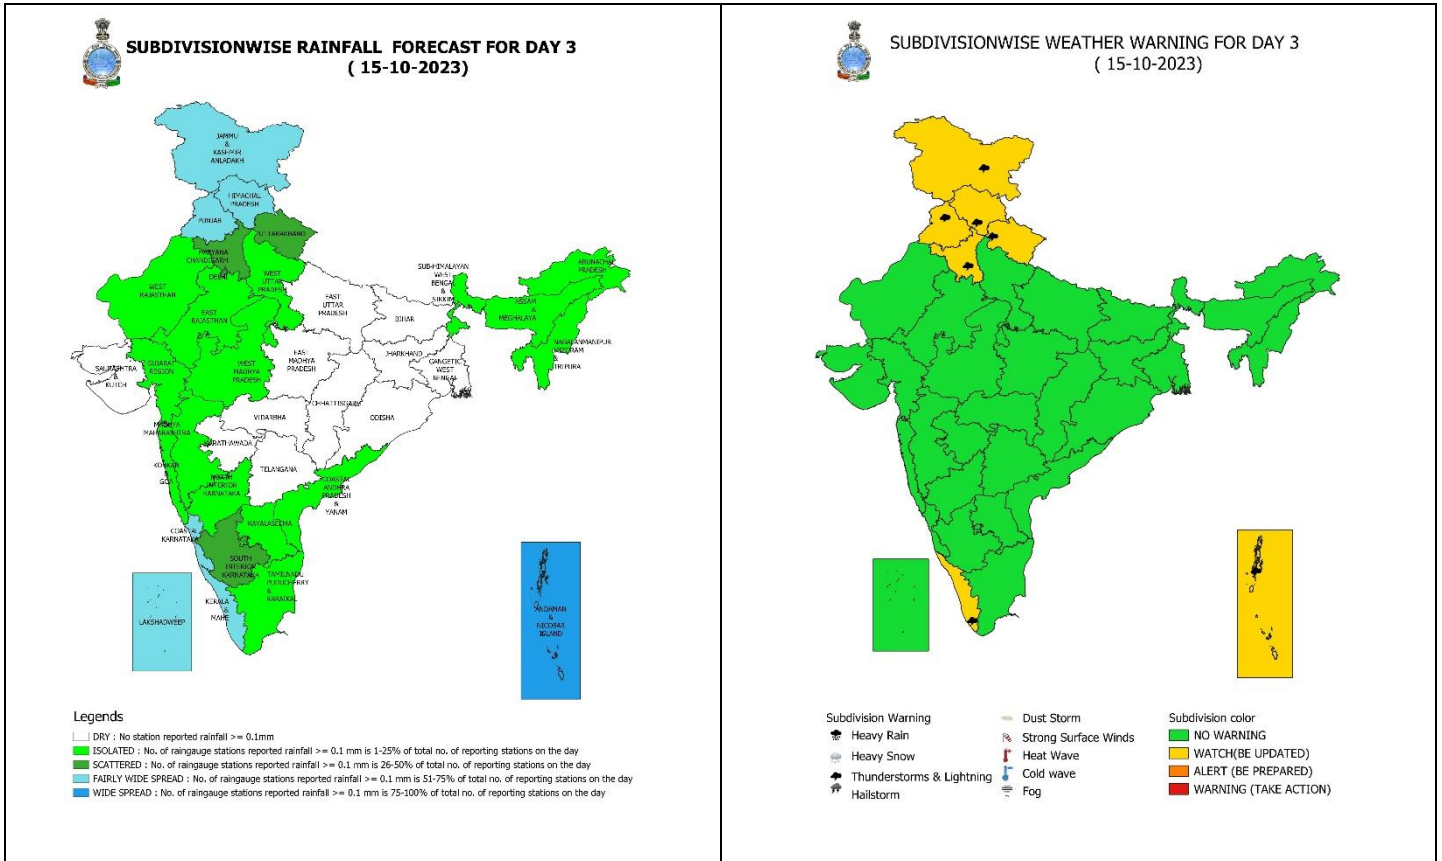 SUBDIVISIONWISE RAINFALL FORECAST FOR DAY 3
( 15-10-2023)
JAMMU
&
KASHMIR
ANLADAKH
HIMACHAL
PRADESH
PUNJAB
UTTARAKHAND
HARYANA
CHANDIGARH
&
DELHI
WEST
UTTAR
PRADESH
WEST
RAJASTHAN
EAST
RAJASTHAN
EAST
UTTAR
PRADESH
BIHAR
SUB-HIMALAYAN
WEST
BENGAL
&
SIKKIM
ARUNACHAL
PRADESH
ASSAM
&
MEGHALAYA
NAGALANMANIPUR
MIZORAM
&
TRIPURA
SAURASHTRA
&
KUTCH
GUJARAT
REGION
WEST
MADHYA
PRADESH
EAST
MADHYA
PRADESH
JHARKHAND
GANGETIC
WEST
BENGAL
CHHATTISGARH
ODISHA
VIDARBHA
MADHYA
MAHARASHTRA
MARATHAWADA
TELANGANA
KONKAN
&
GOA
NORTH
INTERIOR
KARNATAKA
COASTAL
ANDHRA
PRADESH
&
YANAM
RAYALASEEMA
COASTAL
KARNATAKA
SOUTH
INTERIOR
KARNATAKA
TAMILNADU
PUDUCHERRY
&
KARAIKAL
KERALA
&
MAHE
LAKSHADWEEP
ANDAMAN
&
NICOBAR
ISLAND
Legends
DRY : No station reported rainfall >= 0.1mm
ISOLATED : No. of raingauge stations reported rainfall >= 0.1 mm is 1-25% of total no. of reporting stations on the day
SCATTERED : No. of raingauge stations reported rainfall >= 0.1 mm is 26-50% of total no. of reporting stations on the day
FAIRLY WIDE SPREAD : No. of raingauge stations reported rainfall >= 0.1 mm is 51-75% of total no. of reporting stations on the day
WIDE SPREAD : No. of raingauge stations reported rainfall >= 0.1 mm is 75-100% of total no. of reporting stations on the day
SUBDIVISIONWISE WEATHER WARNING FOR DAY 3
( 15-10-2023)
Subdivision Warning
Heavy Rain
Heavy Snow
Thunderstorms & Lightning
Hailstorm
Dust Storm
Strong Surface Winds
Heat Wave
Cold wave
Fog
Subdivision color
NO WARNING
WATCH(BE UPDATED)
ALERT (BE PREPARED)
WARNING (TAKE ACTION)